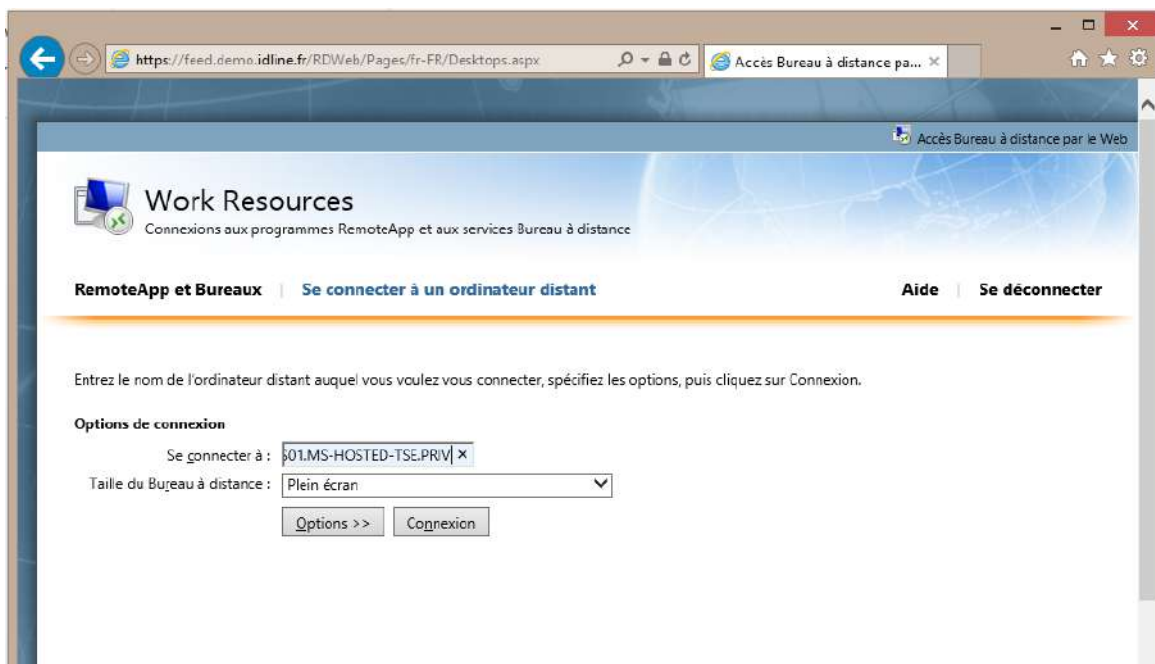 https://feed.demo.idline.fr/RDWeb/Pages/fr-FR/Desktops.aspx
Accès Bureau à distance pa...
Accès Bureau à distance par le Web
Work Resources
Connexions aux programmes RemoteApp et aux services Bureau à distance
RemoteApp et Bureaux | Se connecter à un ordinateur distant
Aide | Se déconnecter
Entrez le nom de l'ordinateur distant auquel vous voulez vous connecter, spécifiez les options, puis cliquez sur Connexion.
Options de connexion
Se connecter à : 01.MS-HOSTED-TSE.PRIV
Taille du Bureau à distance : Plein écran
Options >> Connexion